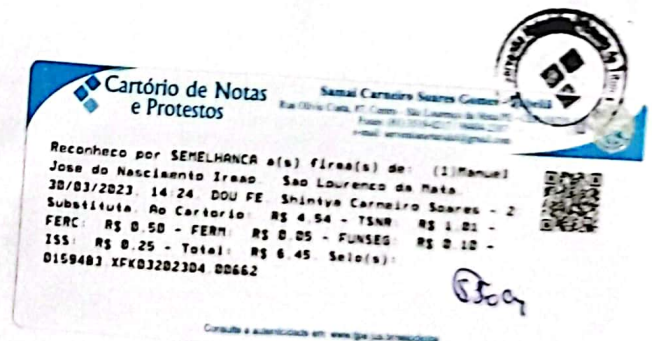 Cartório de Notas
e Protestos
Samai Carneiro Soares Gomes
Reconheco por SEMELHANCA a(s) firma(s) de: (1)Manuel
Jose do Nascimento Irmao. Sao Lourenco da Mata.
30/03/2023. 14:24. DOU FE. Shintya Carneiro Soares - 2
Substituta. Ao Cartorio: R$ 4.54 - TSNR: R$ 1.01 -
FERC: R$ 0.50 - FERM: R$ 0.05 - FUNSEG: R$ 0.10 -
ISS: R$ 0.25 - Total: R$ 6.45. Selo(s):
0159483.XFK03202304.00662
Consulte a autenticidade em: